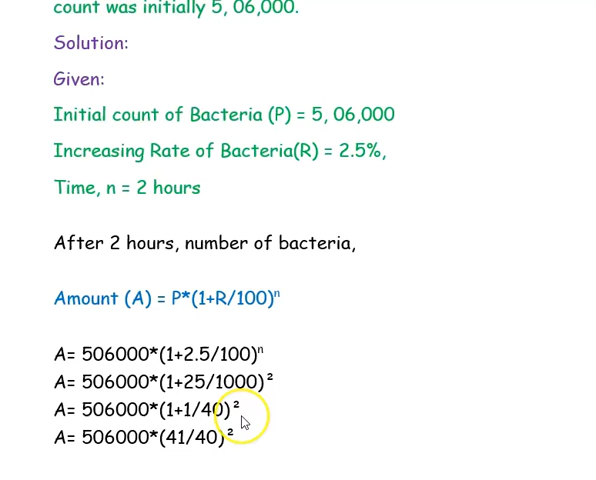 count was initially 5, 06,000.
Solution:
Given:
Initial count of Bacteria (P) = 5, 06,000
Increasing Rate of Bacteria(R) = 2.5%,
Time, n = 2 hours
After 2 hours, number of bacteria,
Amount (A) = P*(1+R/100)ⁿ
A= 506000*(1+2.5/100)ⁿ
A= 506000*(1+25/1000)²
A= 506000*(1+1/40)²
A= 506000*(41/40)²